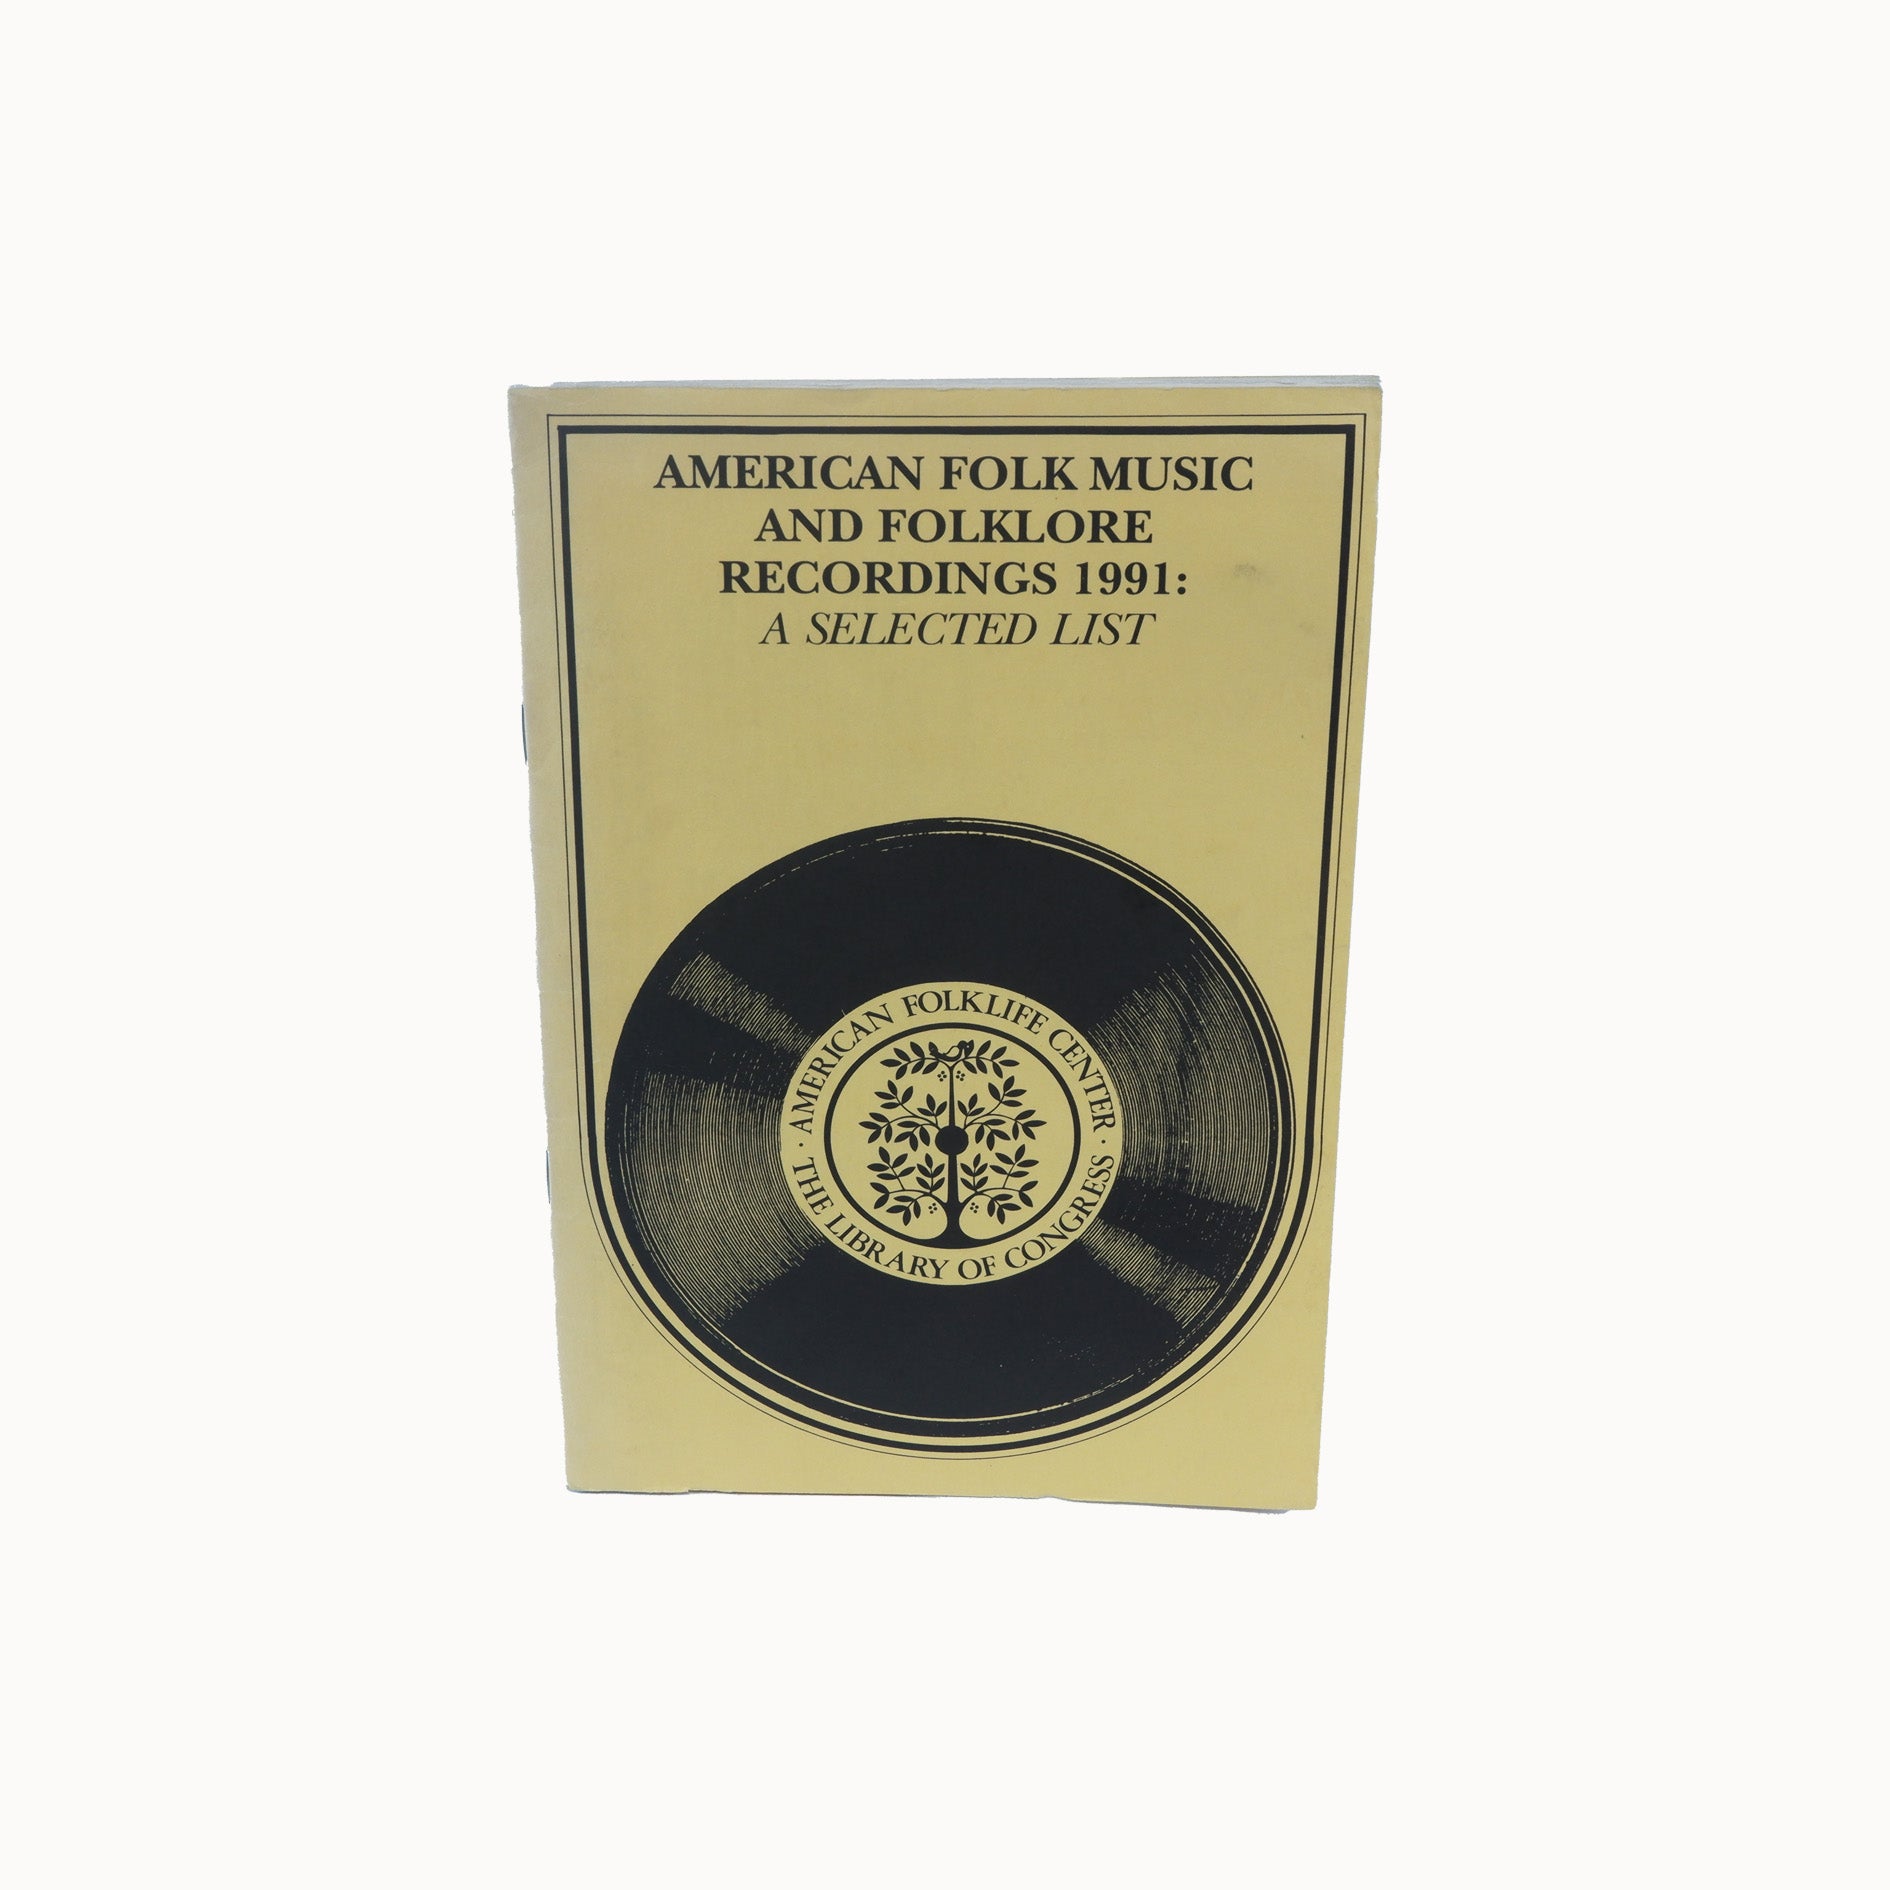 AMERICAN FOLK MUSIC
AND FOLKLORE
RECORDINGS 1991:
A SELECTED LIST
· AMERICAN FOLKLIFE CENTER ·
THE LIBRARY OF CONGRESS